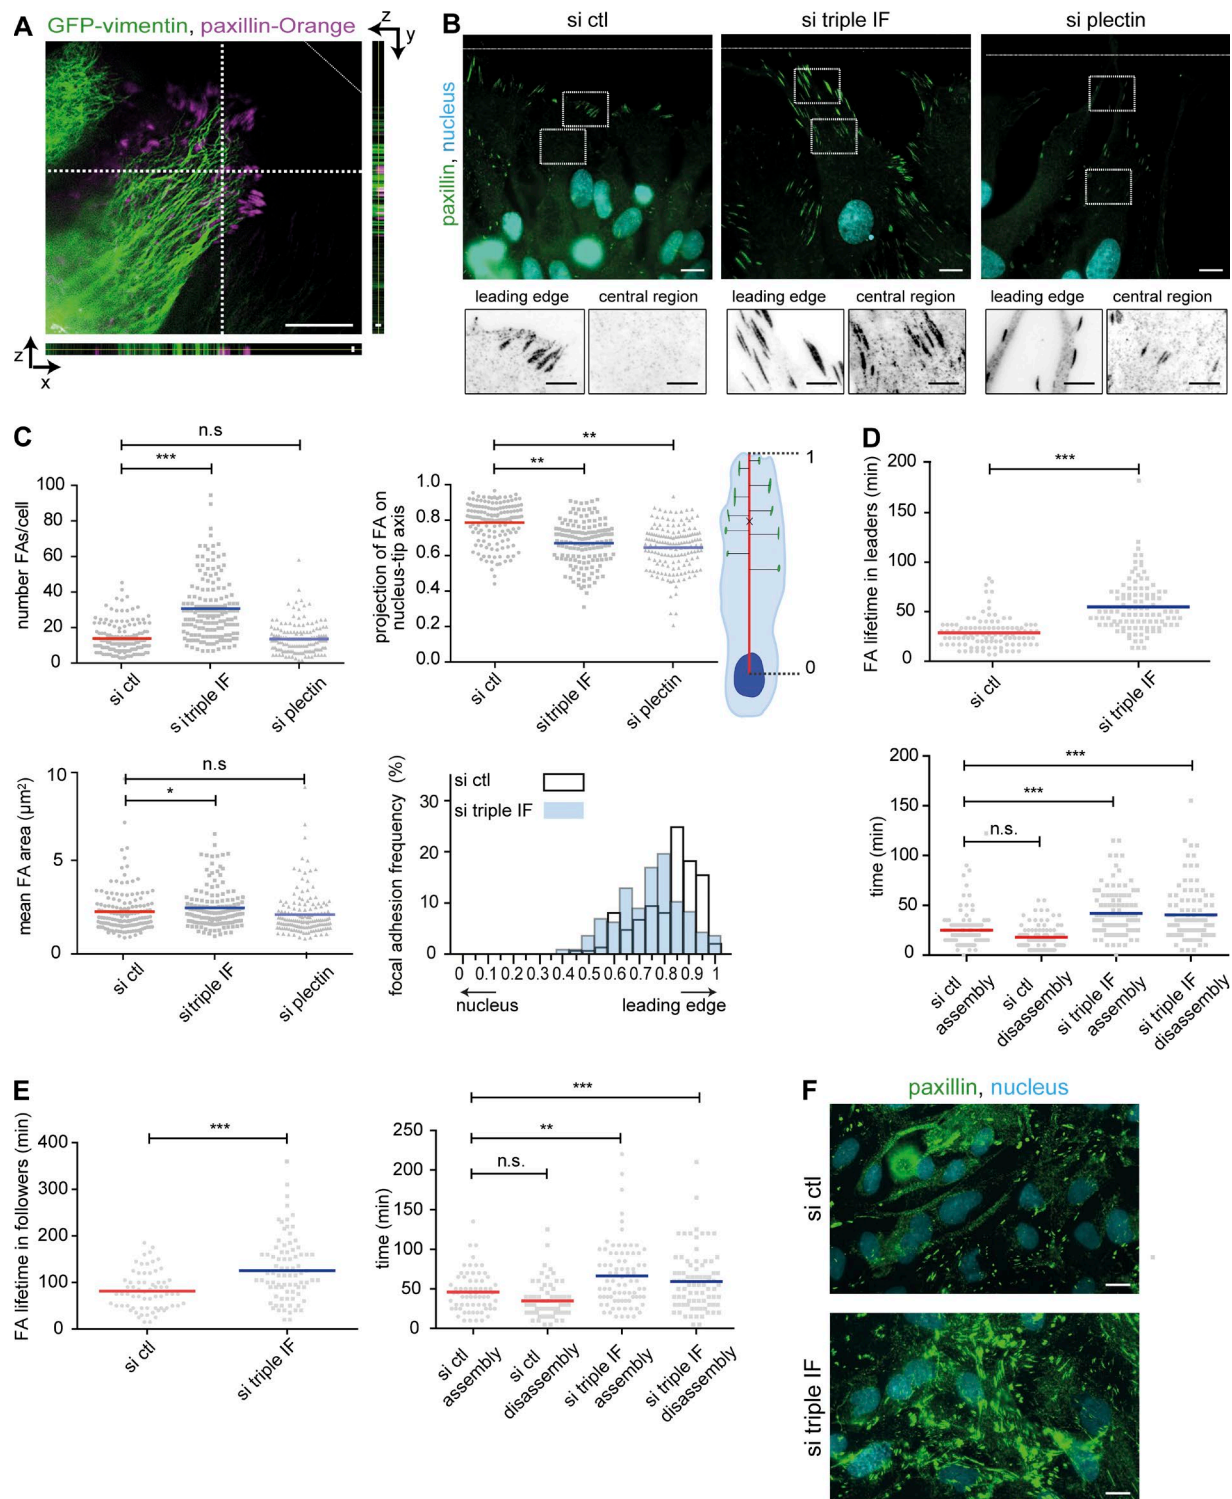 A
GFP-vimentin, paxillin-Orange
z
y
z
x
B
si ctl
si triple IF
si plectin
paxillin, nucleus
leading edge
central region
leading edge
central region
leading edge
central region
C
n.s
***
number FAs/cell
100
80
60
40
20
0
si ctl
si triple IF
si plectin
**
**
projection of FA on
nucleus-tip axis
1.0
0.8
0.6
0.4
0.2
0.0
si ctl
si triple IF
si plectin
1
x
0
D
***
FA lifetime in leaders (min)
200
150
100
50
0
si ctl
si triple IF
n.s
*
mean FA area (µm²)
10
5
0
si ctl
si triple IF
si plectin
si ctl
si triple IF
focal adhesion frequency (%)
30
20
10
0
0 0.1 0.2 0.3 0.4 0.5 0.6 0.7 0.8 0.9 1
nucleus
leading edge
***
***
n.s.
time (min)
200
150
100
50
0
si ctl
assembly
si ctl
disassembly
si triple IF
assembly
si triple IF
disassembly
E
***
FA lifetime in followers (min)
400
300
200
100
0
si ctl
si triple IF
***
**
n.s.
time (min)
250
200
150
100
50
0
si ctl
assembly
si ctl
disassembly
si triple IF
assembly
si triple IF
disassembly
F
paxillin, nucleus
si ctl
si triple IF